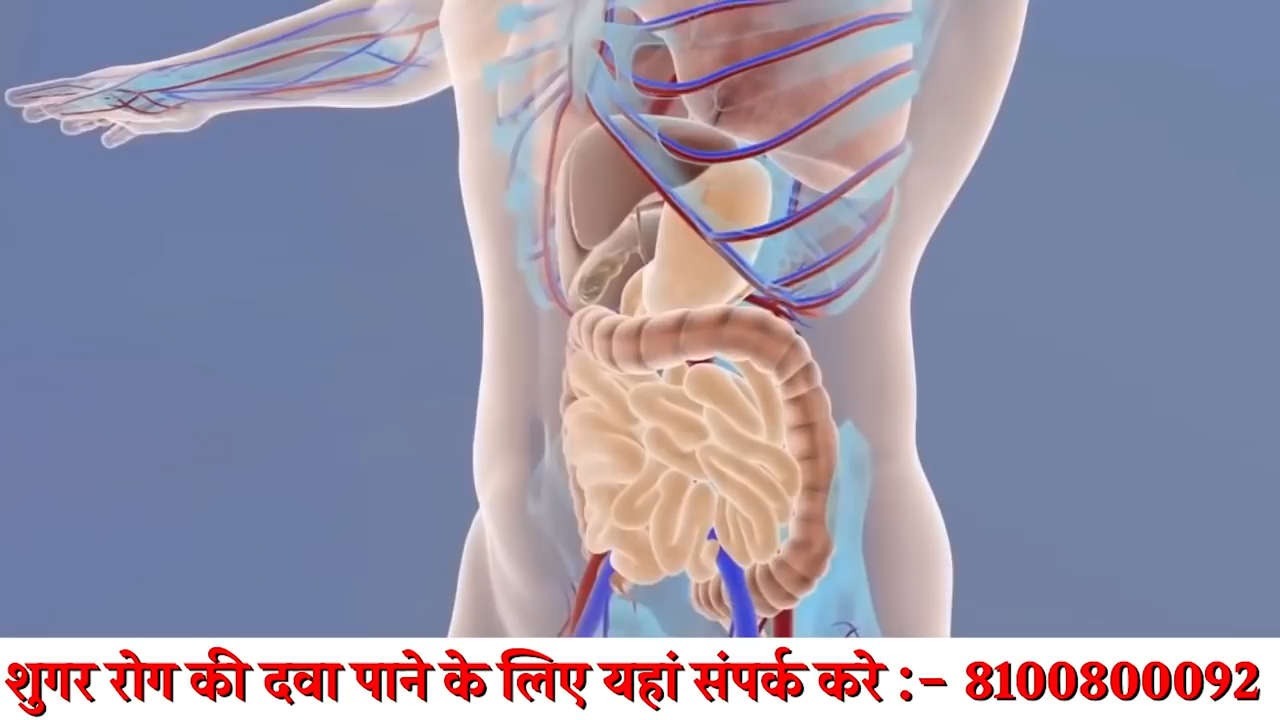 शुगर रोग की दवा पाने के लिए यहां संपर्क करे :- 8100800092